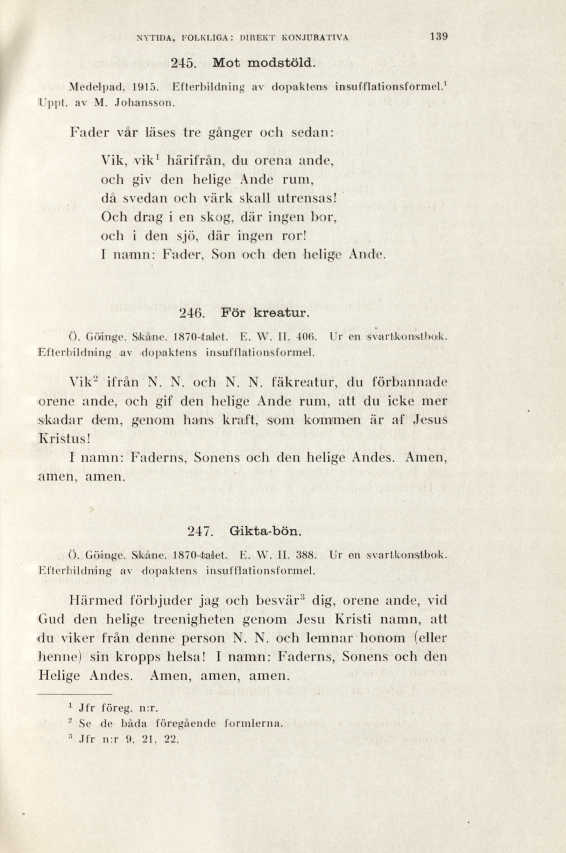 NYTIDA, FOLKLIGA: DIREKT KONJURATIVA 139
245. Mot modstöld.
Medelpad, 1915. Efterbildning av dopaktens insufflationsformel.¹
Uppt. av M. Johansson.
Fader vår läses tre gånger och sedan:
Vik, vik¹ härifrån, du orena ande,
och giv den helige Ande rum,
då svedan och värk skall utrensas!
Och drag i en skog, där ingen bor,
och i den sjö, där ingen ror!
I namn: Fader, Son och den helige Ande.
246. För kreatur.
Ö. Göinge, Skåne. 1870-talet. E. W. II. 406. Ur en svartkonstbok.
Efterbildning av dopaktens insufflationsformel.
Vik² ifrån N. N. och N. N. fäkreatur, du förbannade
orene ande, och gif den helige Ande rum, att du icke mer
skadar dem, genom hans kraft, som kommen är af Jesus
Kristus!
I namn: Faderns, Sonens och den helige Andes. Amen,
amen, amen.
247. Gikta-bön.
Ö. Göinge, Skåne. 1870-talet. E. W. II. 388. Ur en svartkonstbok.
Efterbildning av dopaktens insufflationsformel.
Härmed förbjuder jag och besvär³ dig, orene ande, vid
Gud den helige treenigheten genom Jesu Kristi namn, att
du viker från denne person N. N. och lemnar honom (eller
henne) sin kropps helsa! I namn: Faderns, Sonens och den
Helige Andes. Amen, amen, amen.
¹ Jfr föreg. n:r.
² Se de båda föregående formlerna.
³ Jfr n:r 9, 21, 22.